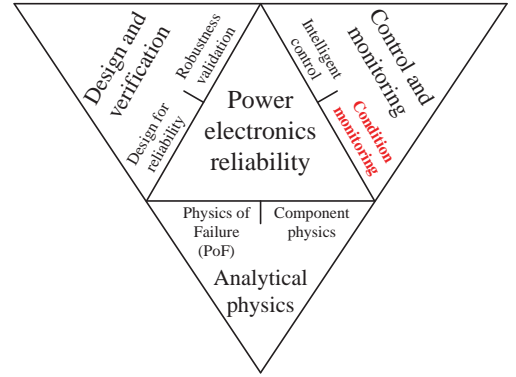 Design and
verification
Robustness
validation
Design for
reliability
Power
electronics
reliability
Intelligent
control
Control and
monitoring
Condition
monitoring
Physics of
Failure
(PoF)
Component
physics
Analytical
physics